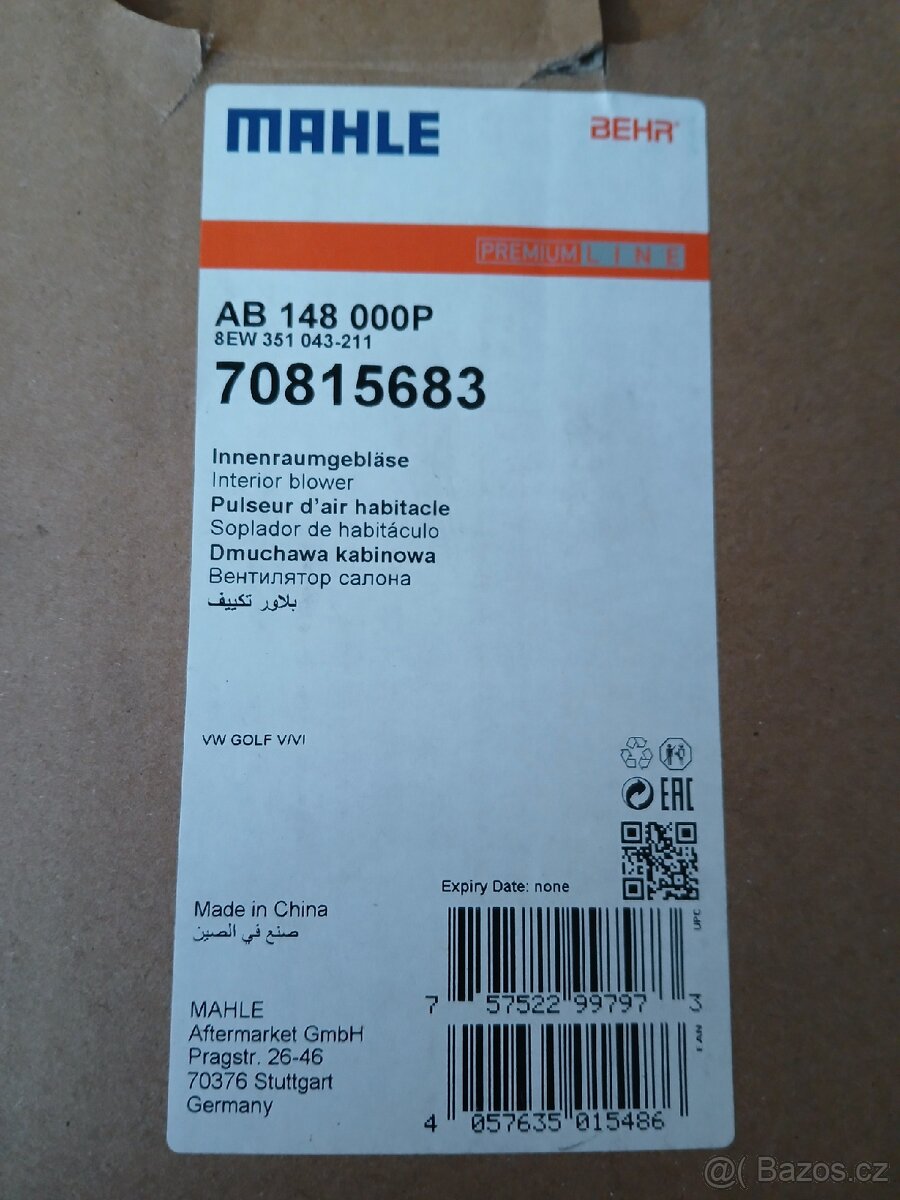 MAHLE
BEHR®
PREMIUM LINE
AB 148 000P
8EW 351 043-211
70815683
Innenraumgebläse
Interior blower
Pulseur d'air habitacle
Soplador de habitáculo
Dmuchawa kabinowa
Вентилятор салона
بلاور تكييف
VW GOLF V/VI
EAC
Expiry Date: none
Made in China
صنع في الصين
UPC
7 57522 99797 3
MAHLE
Aftermarket GmbH
Pragstr. 26-46
70376 Stuttgart
Germany
EAN
4 057635 015486
@( Bazos.cz